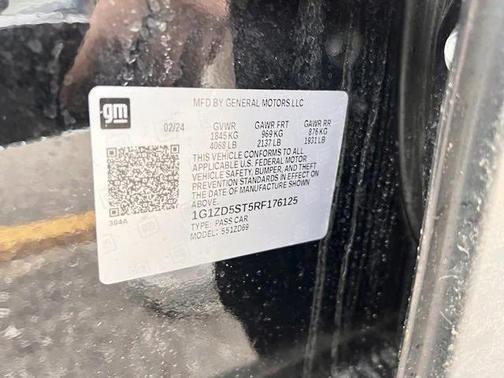 gm
MFD BY GENERAL MOTORS LLC
02/24 GVWR GAWR FRT GAWR RR
1845 KG 969 KG 876 KG
4068 LB 2137 LB 1931 LB
THIS VEHICLE CONFORMS TO ALL
APPLICABLE U.S. FEDERAL MOTOR
VEHICLE SAFETY, BUMPER, AND THEFT
PREVENTION STANDARDS IN EFFECT ON
THE DATE OF MANUFACTURE SHOWN
ABOVE.
1G1ZD5ST5RF176125
TYPE: PASS CAR
MODEL: S51ZD69
304A